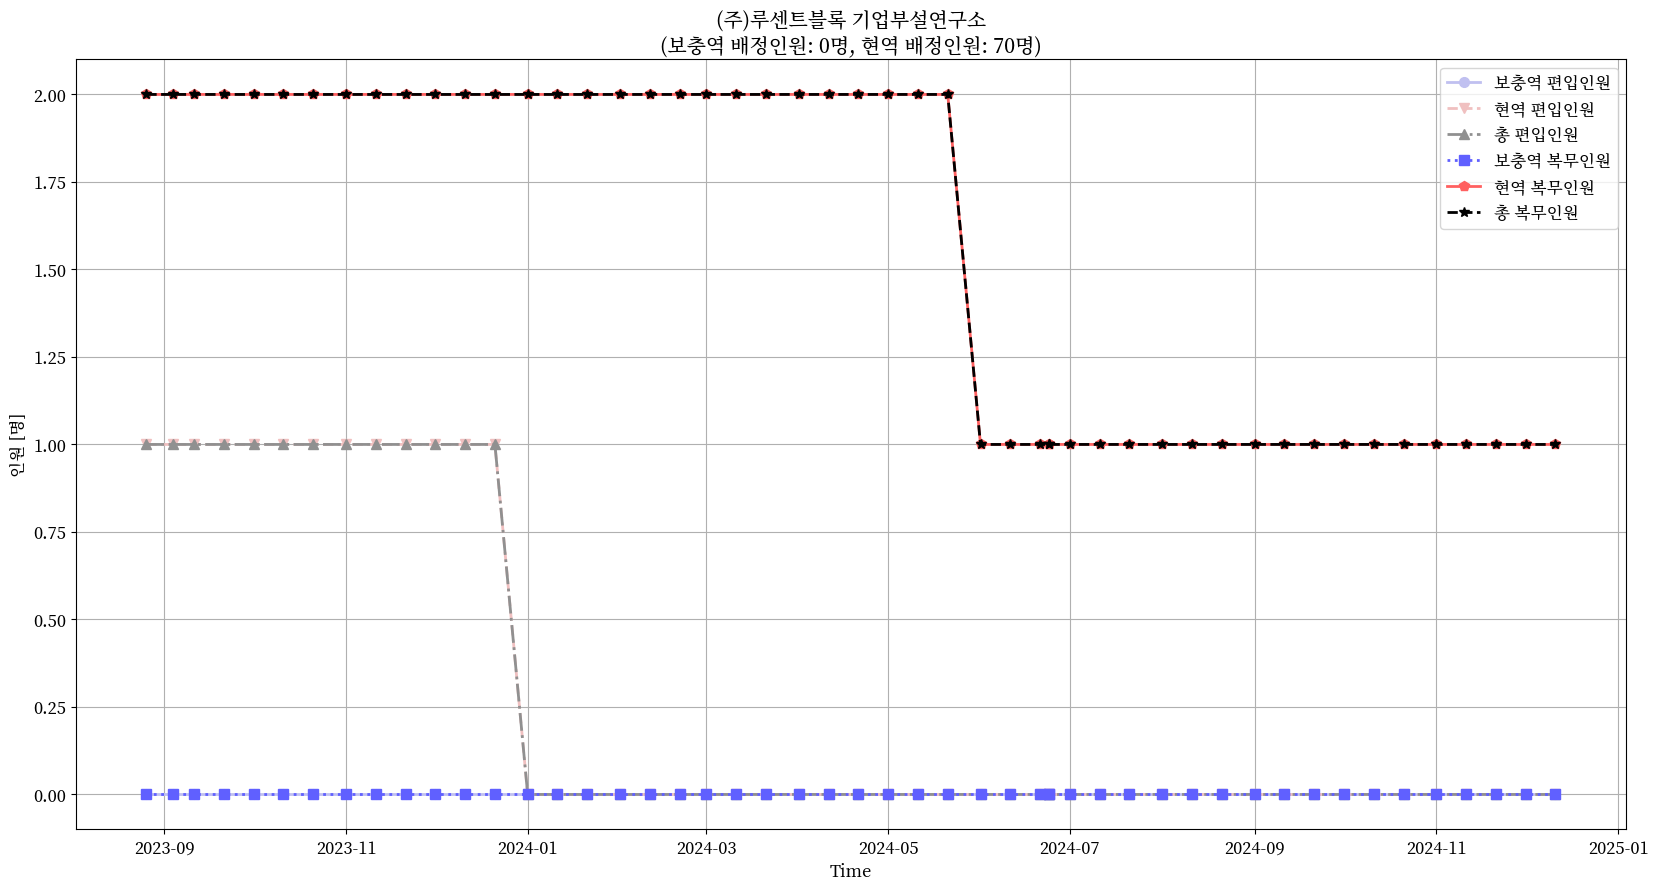 (주)루센트블록 기업부설연구소
(보충역 배정인원: 0명, 현역 배정인원: 70명)
보충역 편입인원
현역 편입인원
총 편입인원
보충역 복무인원
현역 복무인원
총 복무인원
인원 [명]
2.00
1.75
1.50
1.25
1.00
0.75
0.50
0.25
0.00
2023-09
2023-11
2024-01
2024-03
2024-05
2024-07
2024-09
2024-11
2025-01
Time